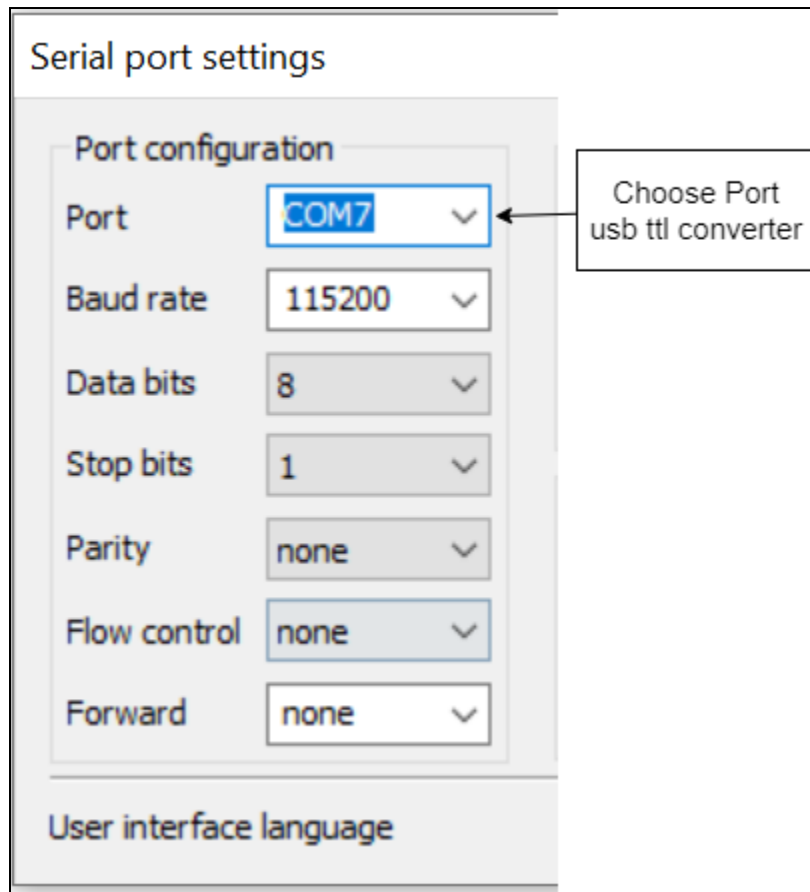 Serial port settings
Port configuration
Port COM7
Choose Port
usb ttl converter
Baud rate 115200
Data bits 8
Stop bits 1
Parity none
Flow control none
Forward none
User interface language